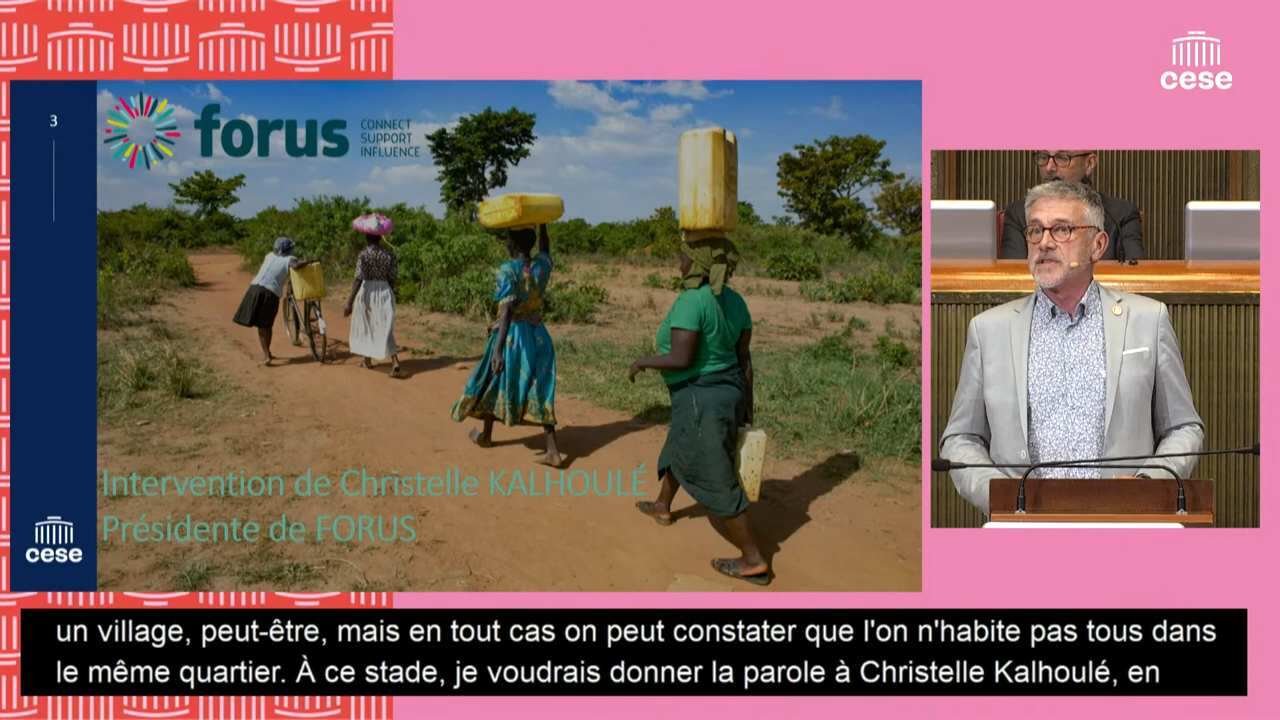 cese
3
forus
CONNECT
SUPPORT
INFLUENCE
Intervention de Christelle KALHOULÉ
Présidente de FORUS
cese
un village, peut-être, mais en tout cas on peut constater que l'on n'habite pas tous dans
le même quartier. À ce stade, je voudrais donner la parole à Christelle Kalhoulé, en